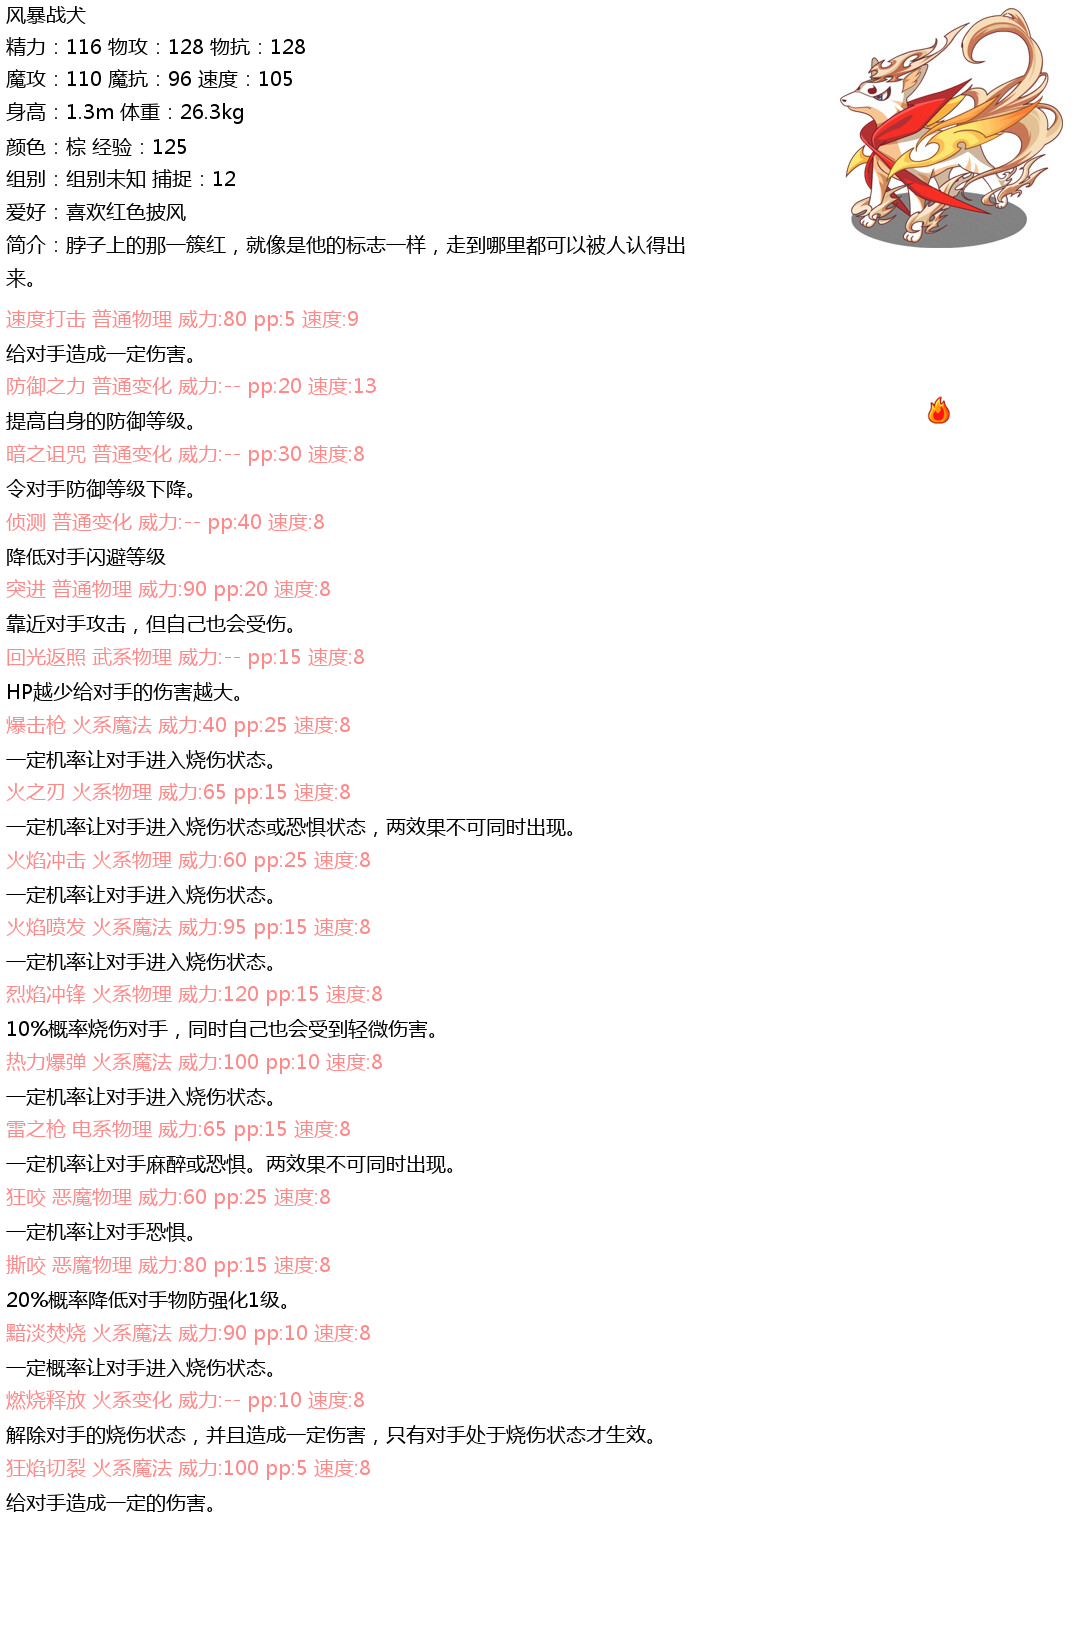 风暴战犬
精力：116 物攻：128 物抗：128
魔攻：110 魔抗：96 速度：105
身高：1.3m 体重：26.3kg
颜色：棕 经验：125
组别：组别未知 捕捉：12
爱好：喜欢红色披风
简介：脖子上的那一簇红，就像是他的标志一样，走到哪里都可以被人认得出
来。
速度打击 普通物理 威力:80 pp:5 速度:9
给对手造成一定伤害。
防御之力 普通变化 威力:-- pp:20 速度:13
提高自身的防御等级。
暗之诅咒 普通变化 威力:-- pp:30 速度:8
令对手防御等级下降。
侦测 普通变化 威力:-- pp:40 速度:8
降低对手闪避等级
突进 普通物理 威力:90 pp:20 速度:8
靠近对手攻击，但自己也会受伤。
回光返照 武系物理 威力:-- pp:15 速度:8
HP越少给对手的伤害越大。
爆击枪 火系魔法 威力:40 pp:25 速度:8
一定机率让对手进入烧伤状态。
火之刃 火系物理 威力:65 pp:15 速度:8
一定机率让对手进入烧伤状态或恐惧状态，两效果不可同时出现。
火焰冲击 火系物理 威力:60 pp:25 速度:8
一定机率让对手进入烧伤状态。
火焰喷发 火系魔法 威力:95 pp:15 速度:8
一定机率让对手进入烧伤状态。
烈焰冲锋 火系物理 威力:120 pp:15 速度:8
10%概率烧伤对手，同时自己也会受到轻微伤害。
热力爆弹 火系魔法 威力:100 pp:10 速度:8
一定机率让对手进入烧伤状态。
雷之枪 电系物理 威力:65 pp:15 速度:8
一定机率让对手麻醉或恐惧。两效果不可同时出现。
狂咬 恶魔物理 威力:60 pp:25 速度:8
一定机率让对手恐惧。
撕咬 恶魔物理 威力:80 pp:15 速度:8
20%概率降低对手物防强化1级。
黯淡焚烧 火系魔法 威力:90 pp:10 速度:8
一定概率让对手进入烧伤状态。
燃烧释放 火系变化 威力:-- pp:10 速度:8
解除对手的烧伤状态，并且造成一定伤害，只有对手处于烧伤状态才生效。
狂焰切裂 火系魔法 威力:100 pp:5 速度:8
给对手造成一定的伤害。